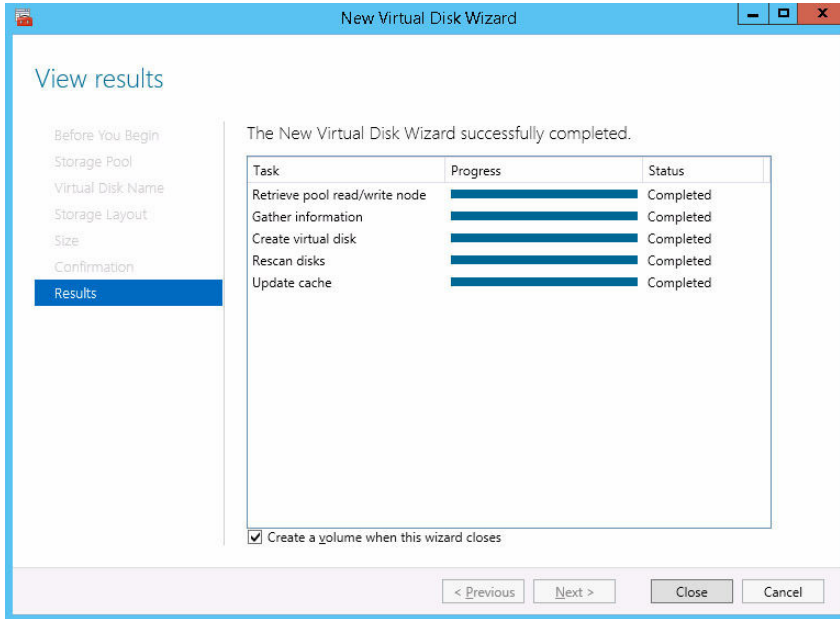 New Virtual Disk Wizard
View results
Before You Begin
Storage Pool
Virtual Disk Name
Storage Layout
Size
Confirmation
Results
The New Virtual Disk Wizard successfully completed.
Task Progress Status
Retrieve pool read/write node Completed
Gather information Completed
Create virtual disk Completed
Rescan disks Completed
Update cache Completed
Create a volume when this wizard closes
< Previous Next > Close Cancel